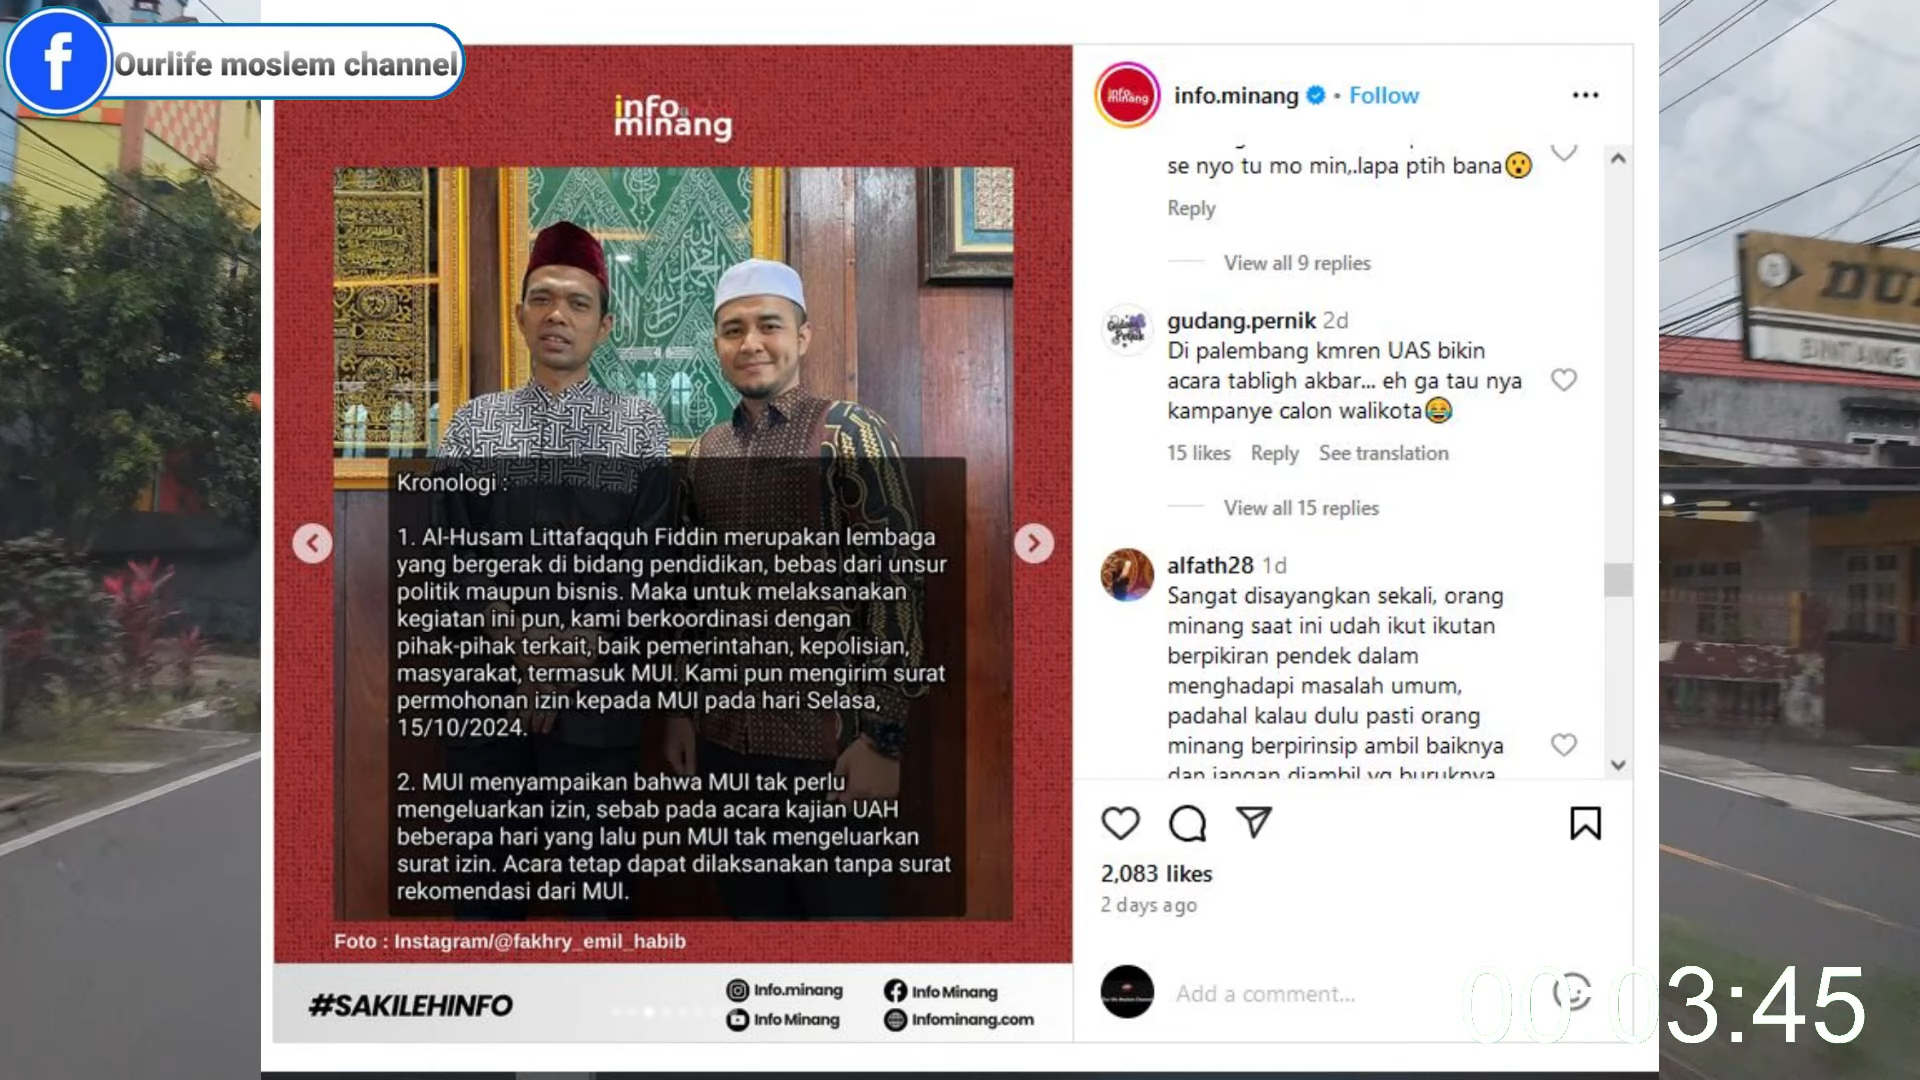 Ourlife moslem channel
info
minang
Kronologi :
1. Al-Husam Littafaqquh Fiddin merupakan lembaga
yang bergerak di bidang pendidikan, bebas dari unsur
politik maupun bisnis. Maka untuk melaksanakan
kegiatan ini pun, kami berkoordinasi dengan
pihak-pihak terkait, baik pemerintahan, kepolisian,
masyarakat, termasuk MUI. Kami pun mengirim surat
permohonan izin kepada MUI pada hari Selasa,
15/10/2024.
2. MUI menyampaikan bahwa MUI tak perlu
mengeluarkan izin, sebab pada acara kajian UAH
beberapa hari yang lalu pun MUI tak mengeluarkan
surat izin. Acara tetap dapat dilaksanakan tanpa surat
rekomendasi dari MUI.
Foto : Instagram/@fakhry_emil_habib
#SAKILEHINFO
Info.minang
Info Minang
Info Minang
Infominang.com
info
minang
info.minang • Follow
se nyo tu mo min,.lapa ptih bana😮
Reply
View all 9 replies
gudang.pernik 2d
Di palembang kmren UAS bikin
acara tabligh akbar... eh ga tau nya
kampanye calon walikota😂
15 likes Reply See translation
View all 15 replies
alfath28 1d
Sangat disayangkan sekali, orang
minang saat ini udah ikut ikutan
berpikiran pendek dalam
menghadapi masalah umum,
padahal kalau dulu pasti orang
minang berpirinsip ambil baiknya
dan jangan diambil yg buruknya
2,083 likes
2 days ago
Add a comment...
00:03:45